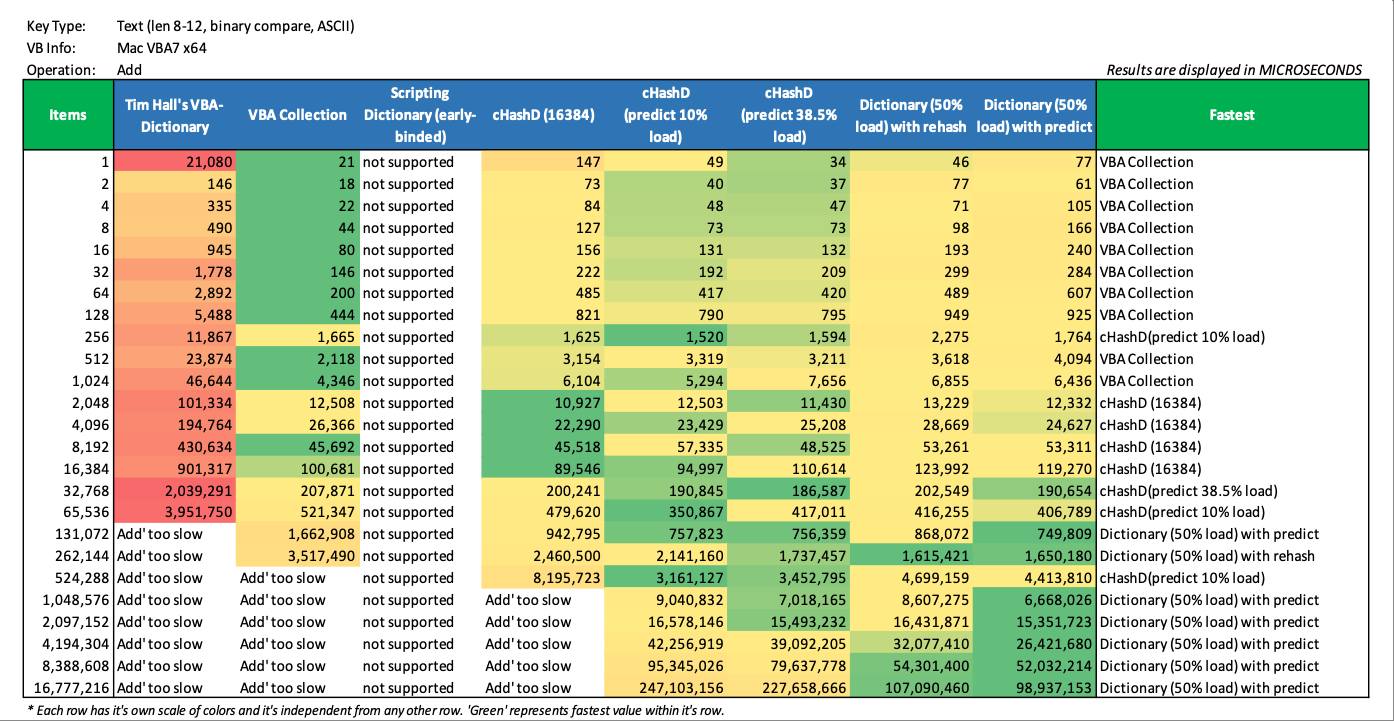 Key Type: Text (len 8-12, binary compare, ASCII)
VB Info: Mac VBA7 x64
Operation: Add
Results are displayed in MICROSECONDS
Items Tim Hall's VBA-Dictionary VBA Collection Scripting Dictionary (early-binded) cHashD (16384) cHashD (predict 10% load) cHashD (predict 38.5% load) Dictionary (50% load) with rehash Dictionary (50% load) with predict Fastest
1 21,080 21 not supported 147 49 34 46 77 VBA Collection
2 146 18 not supported 73 40 37 77 61 VBA Collection
4 335 22 not supported 84 48 47 71 105 VBA Collection
8 490 44 not supported 127 73 73 98 166 VBA Collection
16 945 80 not supported 156 131 132 193 240 VBA Collection
32 1,778 146 not supported 222 192 209 299 284 VBA Collection
64 2,892 200 not supported 485 417 420 489 607 VBA Collection
128 5,488 444 not supported 821 790 795 949 925 VBA Collection
256 11,867 1,665 not supported 1,625 1,520 1,594 2,275 1,764 cHashD(predict 10% load)
512 23,874 2,118 not supported 3,154 3,319 3,211 3,618 4,094 VBA Collection
1,024 46,644 4,346 not supported 6,104 5,294 7,656 6,855 6,436 VBA Collection
2,048 101,334 12,508 not supported 10,927 12,503 11,430 13,229 12,332 cHashD (16384)
4,096 194,764 26,366 not supported 22,290 23,429 25,208 28,669 24,627 cHashD (16384)
8,192 430,634 45,692 not supported 45,518 57,335 48,525 53,261 53,311 cHashD (16384)
16,384 901,317 100,681 not supported 89,546 94,997 110,614 123,992 119,270 cHashD (16384)
32,768 2,039,291 207,871 not supported 200,241 190,845 186,587 202,549 190,654 cHashD(predict 38.5% load)
65,536 3,951,750 521,347 not supported 479,620 350,867 417,011 416,255 406,789 cHashD(predict 10% load)
131,072 Add' too slow 1,662,908 not supported 942,795 757,823 756,359 868,072 749,809 Dictionary (50% load) with predict
262,144 Add' too slow 3,517,490 not supported 2,460,500 2,141,160 1,737,457 1,615,421 1,650,180 Dictionary (50% load) with rehash
524,288 Add' too slow Add' too slow not supported 8,195,723 3,161,127 3,452,795 4,699,159 4,413,810 cHashD(predict 10% load)
1,048,576 Add' too slow Add' too slow not supported Add' too slow 9,040,832 7,018,165 8,607,275 6,668,026 Dictionary (50% load) with predict
2,097,152 Add' too slow Add' too slow not supported Add' too slow 16,578,146 15,493,232 16,431,871 15,351,723 Dictionary (50% load) with predict
4,194,304 Add' too slow Add' too slow not supported Add' too slow 42,256,919 39,092,205 32,077,410 26,421,680 Dictionary (50% load) with predict
8,388,608 Add' too slow Add' too slow not supported Add' too slow 95,345,026 79,637,778 54,301,400 52,032,214 Dictionary (50% load) with predict
16,777,216 Add' too slow Add' too slow not supported Add' too slow 247,103,156 227,658,666 107,090,460 98,937,153 Dictionary (50% load) with predict
* Each row has it's own scale of colors and it's independent from any other row. 'Green' represents fastest value within it's row.